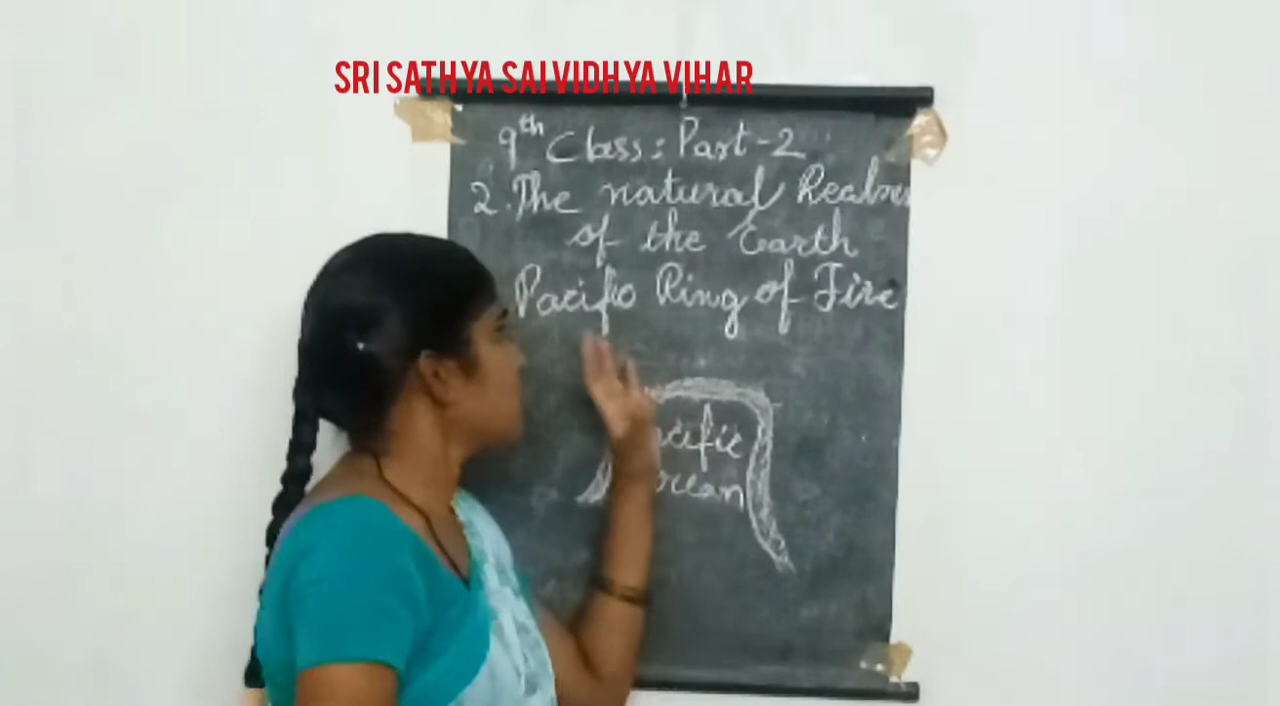 SRI SATHYA SAI VIDHYA VIHAR
9th Class: Part-2
2. The natural
of the Earth
Pacific Ring of Fire